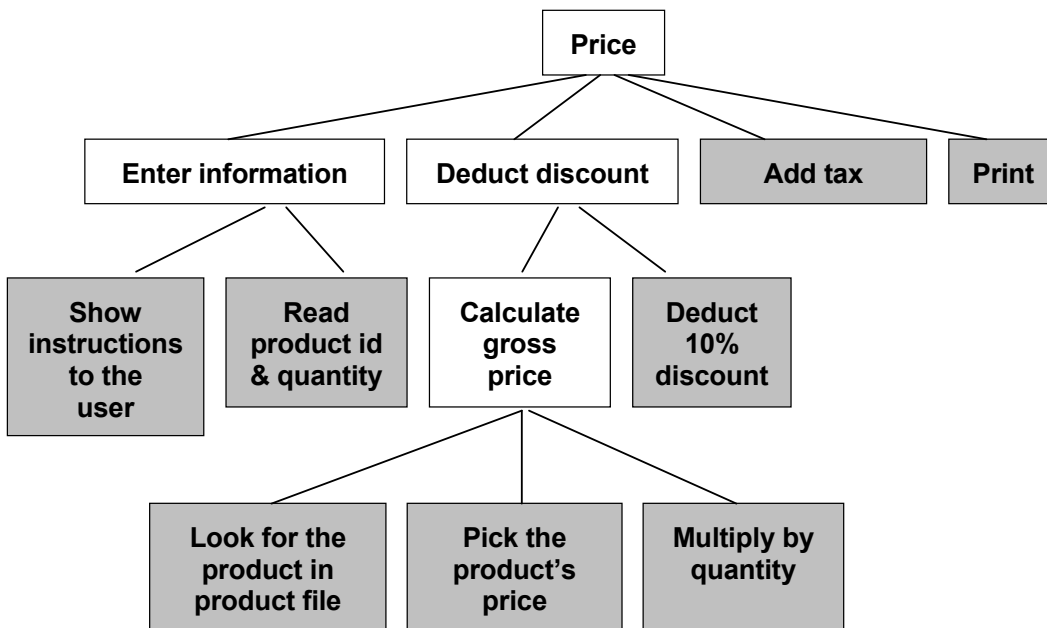 Price
Enter information
Deduct discount
Add tax
Print
Show
instructions
to the
user
Read
product id
& quantity
Calculate
gross
price
Deduct
10%
discount
Look for the
product in
product file
Pick the
product’s
price
Multiply by
quantity